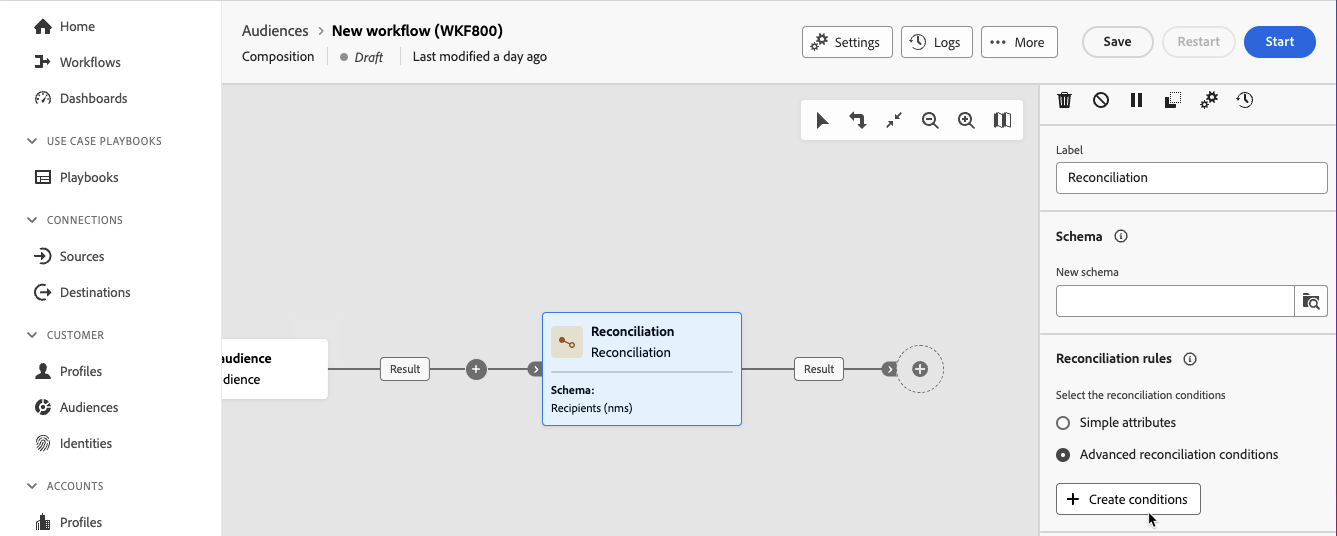 Home
Workflows
Dashboards
USE CASE PLAYBOOKS
Playbooks
CONNECTIONS
Sources
Destinations
CUSTOMER
Profiles
Audiences
Identities
ACCOUNTS
Profiles
Audiences > New workflow (WKF800)
Composition Draft Last modified a day ago
Settings Logs More Save Restart Start
audience
dience
Result
Reconciliation
Reconciliation
Schema:
Recipients (nms)
Result
Label
Reconciliation
Schema
New schema
Reconciliation rules
Select the reconciliation conditions
Simple attributes
Advanced reconciliation conditions
Create conditions